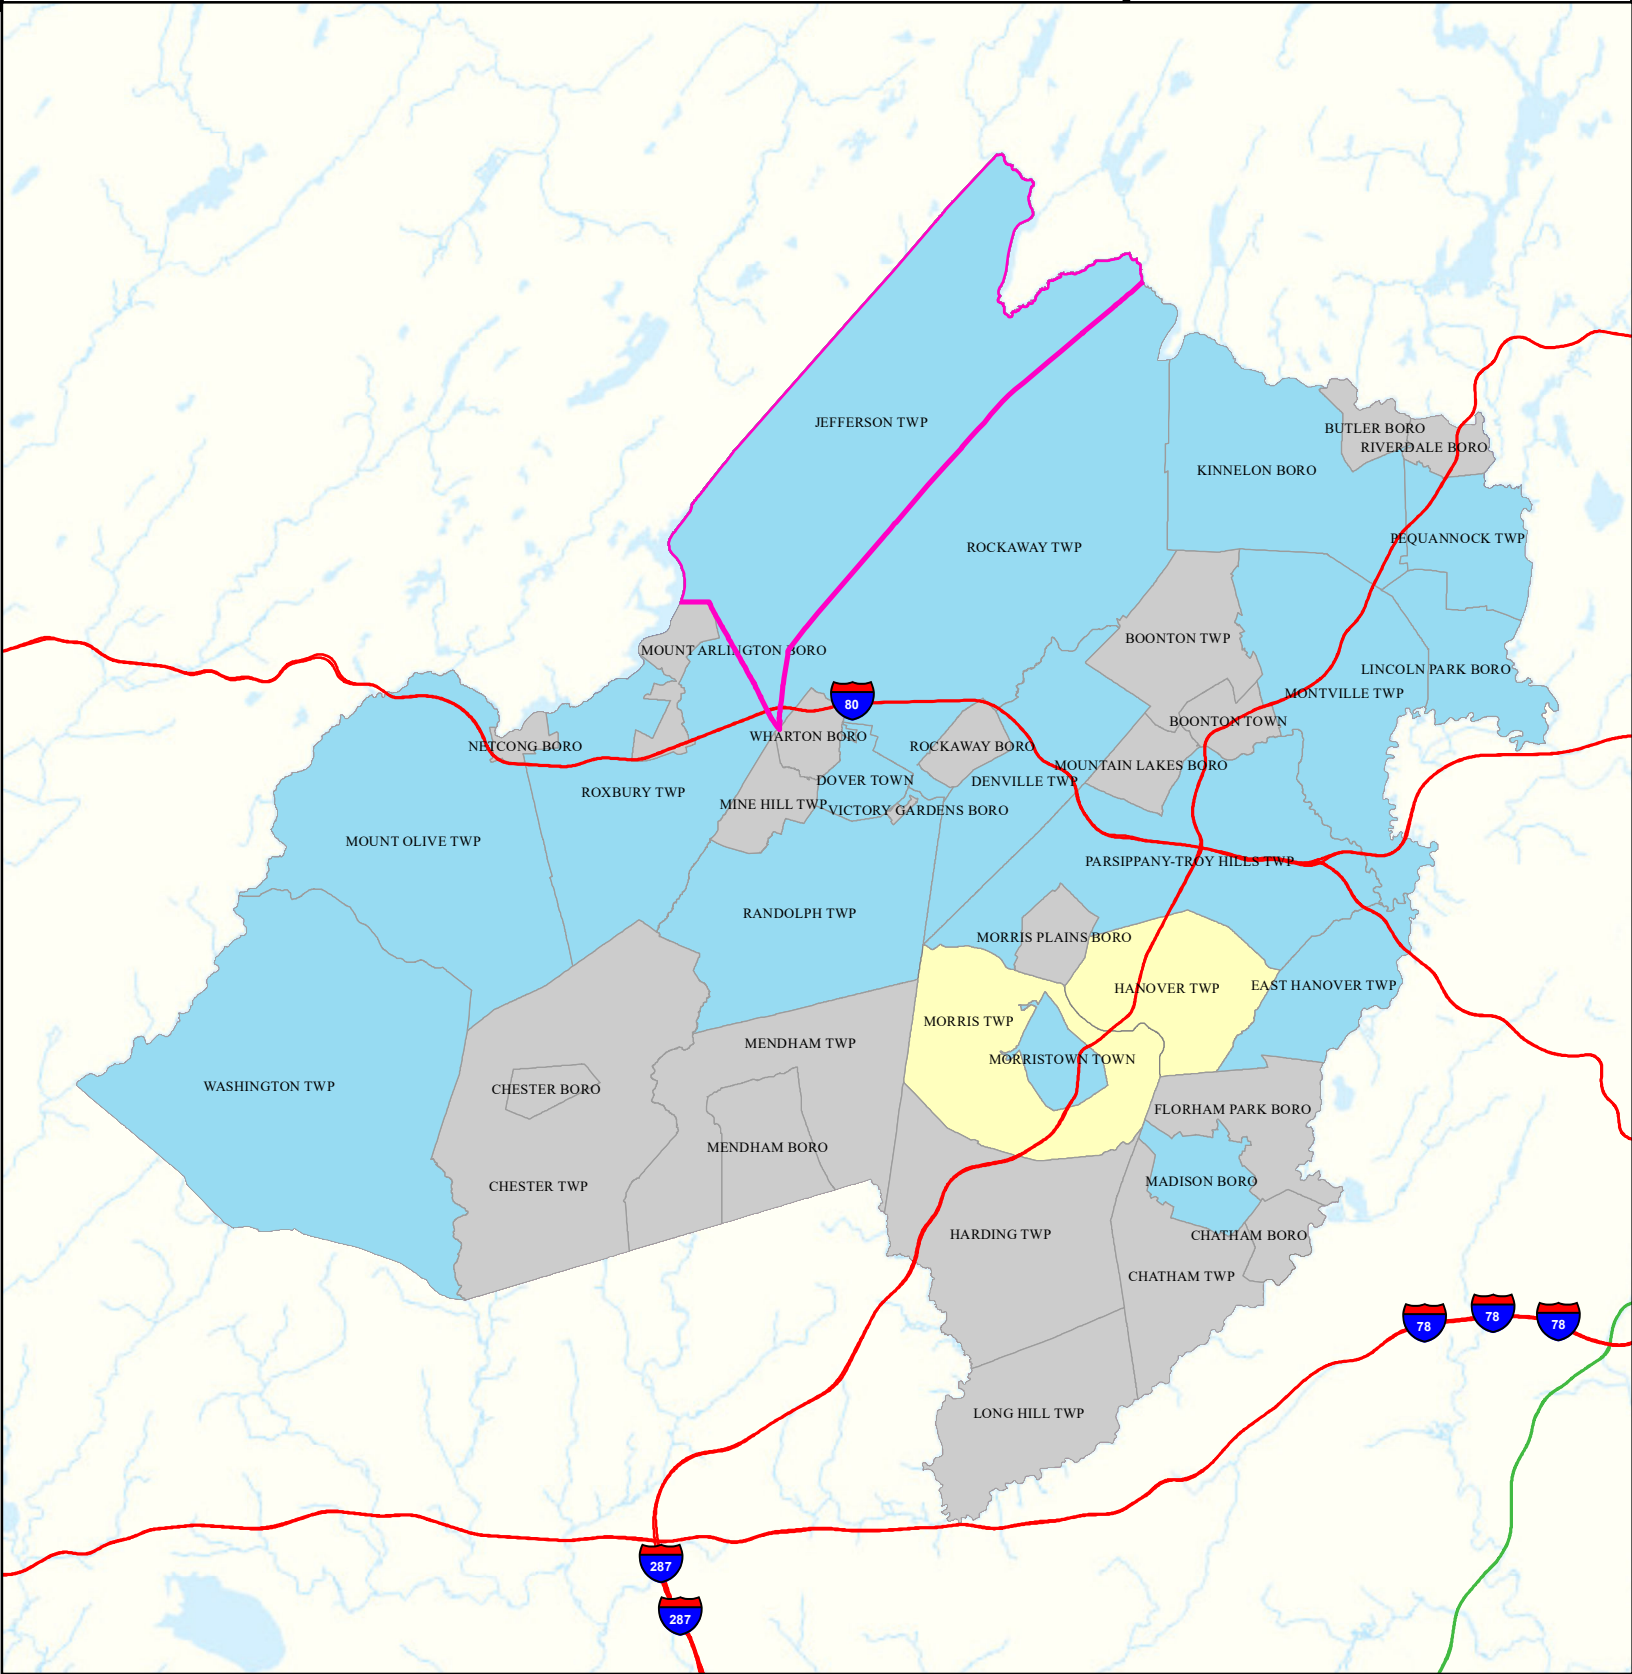 JEFFERSON TWP
BUTLER BORO
RIVERDALE BORO
KINNELON BORO
PEQUANNOCK TWP
ROCKAWAY TWP
BOONTON TWP
MOUNT ARLINGTON BORO
LINCOLN PARK BORO
MONTVILLE TWP
80
BOONTON TOWN
WHARTON BORO
NETCONG BORO
ROCKAWAY BORO
MOUNTAIN LAKES BORO
DOVER TOWN
DENVILLE TWP
ROXBURY TWP
MINE HILL TWP
VICTORY GARDENS BORO
MOUNT OLIVE TWP
PARSIPPANY-TROY HILLS TWP
RANDOLPH TWP
MORRIS PLAINS BORO
EAST HANOVER TWP
HANOVER TWP
MORRIS TWP
MENDHAM TWP
MORRISTOWN TOWN
WASHINGTON TWP
CHESTER BORO
FLORHAM PARK BORO
MENDHAM BORO
MADISON BORO
CHESTER TWP
HARDING TWP
CHATHAM BORO
CHATHAM TWP
78
78
78
LONG HILL TWP
287
287